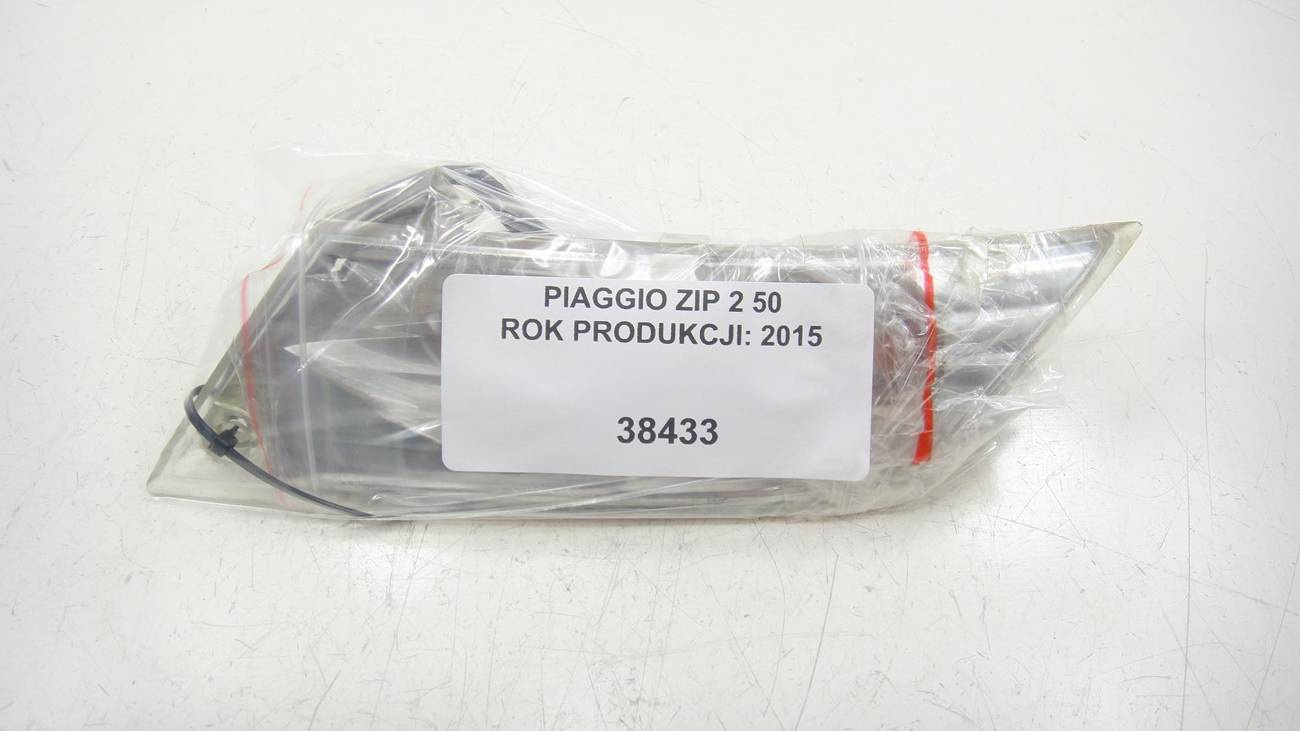 PIAGGIO ZIP 2 50
ROK PRODUKCJI: 2015
38433